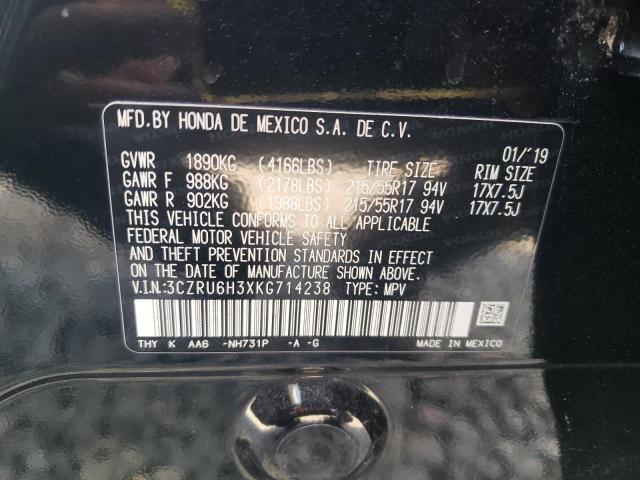 MFD.BY HONDA DE MEXICO S.A. DE C.V.
01/'19
GVWR 1890KG (4166LBS) TIRE SIZE RIM SIZE
GAWR F 988KG (2178LBS) 215/55R17 94V 17X7.5J
GAWR R 902KG (1988LBS) 215/55R17 94V 17X7.5J
THIS VEHICLE CONFORMS TO ALL APPLICABLE
FEDERAL MOTOR VEHICLE SAFETY
AND THEFT PREVENTION STANDARDS IN EFFECT
ON THE DATE OF MANUFACTURE SHOWN ABOVE.
V.I.N.:3CZRU6H3XKG714238 TYPE: MPV
THY K AA6 -NH731P -A -G MADE IN MEXICO